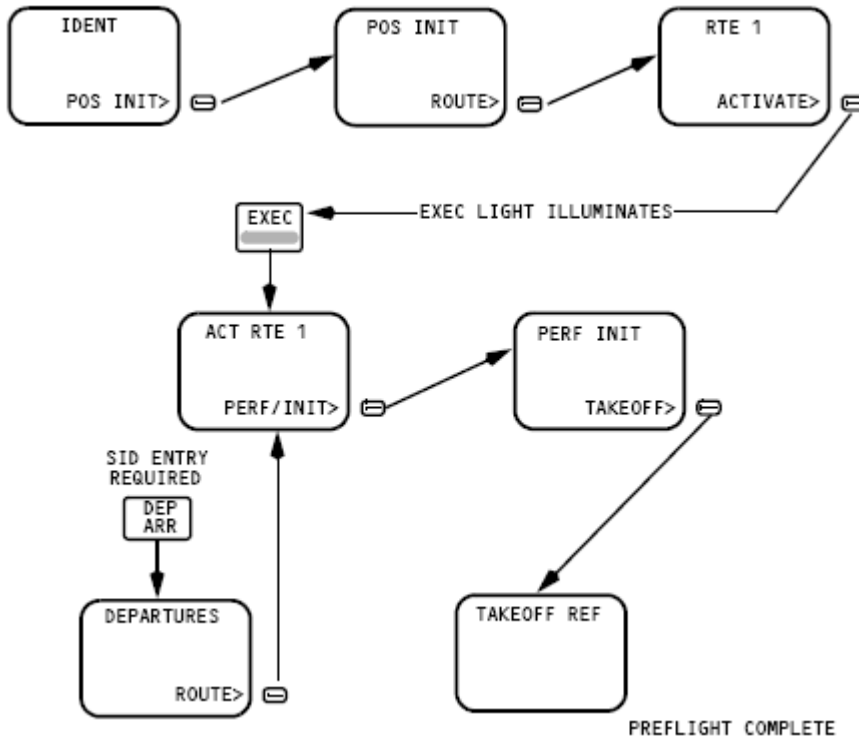 IDENT
POS INIT>
POS INIT
ROUTE>
RTE 1
ACTIVATE>
EXEC
EXEC LIGHT ILLUMINATES
ACT RTE 1
PERF/INIT>
PERF INIT
TAKEOFF>
SID ENTRY
REQUIRED
DEP
ARR
DEPARTURES
ROUTE>
TAKEOFF REF
PREFLIGHT COMPLETE